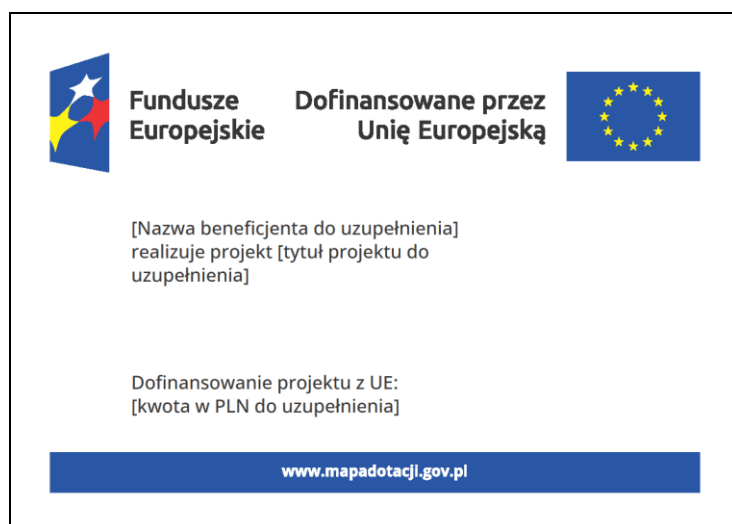 Fundusze
Europejskie
Dofinansowane przez
Unię Europejską
[Nazwa beneficjenta do uzupełnienia]
realizuje projekt [tytuł projektu do
uzupełnienia]
Dofinansowanie projektu z UE:
[kwota w PLN do uzupełnienia]
www.mapadotacji.gov.pl